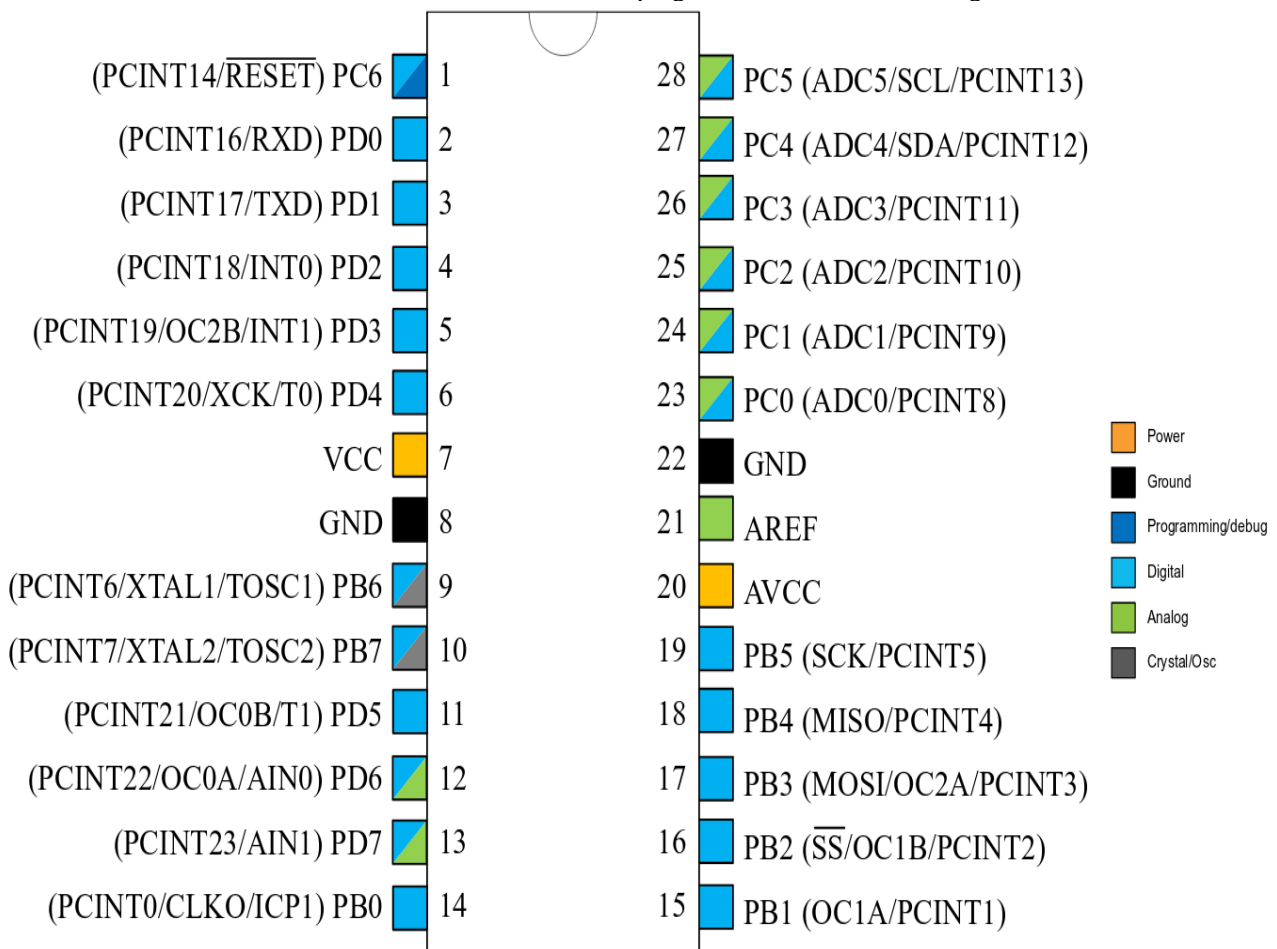 (PCINT14/RESET) PC6 1 28 PC5 (ADC5/SCL/PCINT13)
(PCINT16/RXD) PD0 2 27 PC4 (ADC4/SDA/PCINT12)
(PCINT17/TXD) PD1 3 26 PC3 (ADC3/PCINT11)
(PCINT18/INT0) PD2 4 25 PC2 (ADC2/PCINT10)
(PCINT19/OC2B/INT1) PD3 5 24 PC1 (ADC1/PCINT9)
(PCINT20/XCK/T0) PD4 6 23 PC0 (ADC0/PCINT8)
VCC 7 22 GND
GND 8 21 AREF
(PCINT6/XTAL1/TOSC1) PB6 9 20 AVCC
(PCINT7/XTAL2/TOSC2) PB7 10 19 PB5 (SCK/PCINT5)
(PCINT21/OC0B/T1) PD5 11 18 PB4 (MISO/PCINT4)
(PCINT22/OC0A/AIN0) PD6 12 17 PB3 (MOSI/OC2A/PCINT3)
(PCINT23/AIN1) PD7 13 16 PB2 (SS/OC1B/PCINT2)
(PCINT0/CLKO/ICP1) PB0 14 15 PB1 (OC1A/PCINT1)
Power
Ground
Programming/debug
Digital
Analog
Crystal/Osc